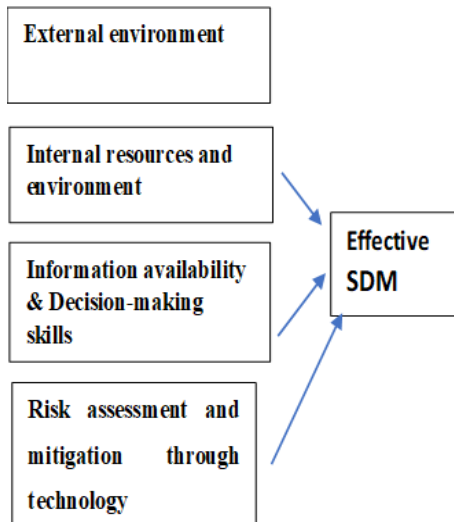 External environment
Internal resources and
environment
Information availability
& Decision-making
skills
Risk assessment and
mitigation through
technology
Effective
SDM